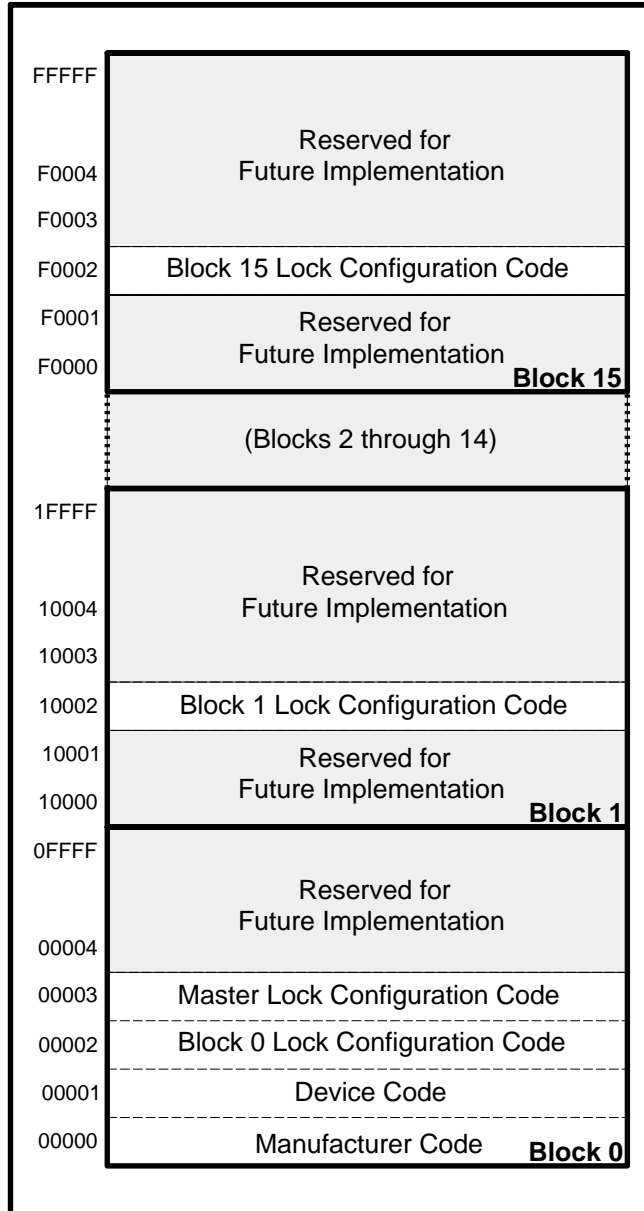 FFFFF
Reserved for
Future Implementation
F0004
F0003
F0002
Block 15 Lock Configuration Code
F0001
Reserved for
Future Implementation
F0000
Block 15
(Blocks 2 through 14)
1FFFF
Reserved for
Future Implementation
10004
10003
10002
Block 1 Lock Configuration Code
10001
Reserved for
Future Implementation
10000
Block 1
0FFFF
Reserved for
Future Implementation
00004
00003
Master Lock Configuration Code
00002
Block 0 Lock Configuration Code
00001
Device Code
00000
Manufacturer Code
Block 0